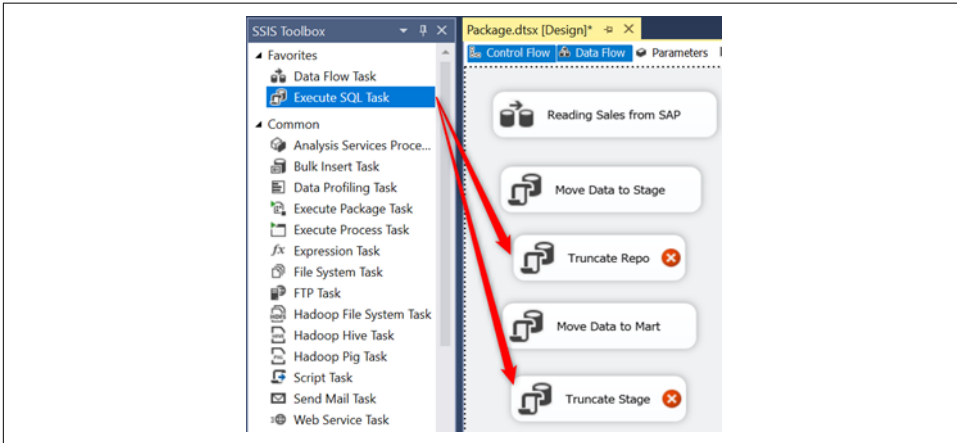 SSIS Toolbox
Favorites
Data Flow Task
Execute SQL Task
Common
Analysis Services Proce...
Bulk Insert Task
Data Profiling Task
Execute Package Task
Execute Process Task
Expression Task
File System Task
FTP Task
Hadoop File System Task
Hadoop Hive Task
Hadoop Pig Task
Script Task
Send Mail Task
Web Service Task
Package.dtsx [Design]*
Control Flow Data Flow Parameters
Reading Sales from SAP
Move Data to Stage
Truncate Repo
Move Data to Mart
Truncate Stage